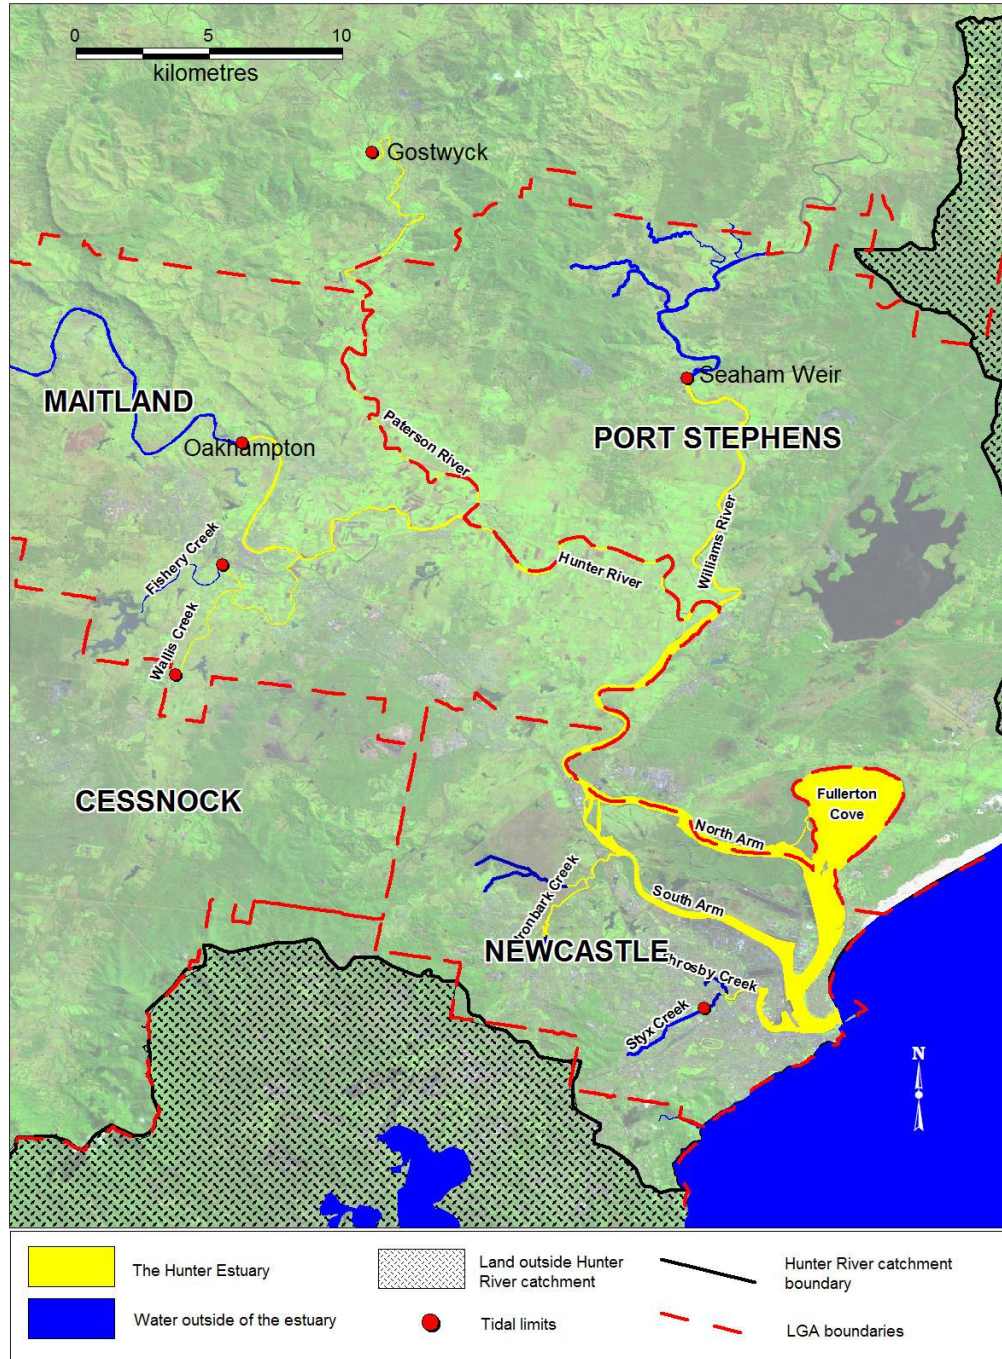 0 5 10
kilometres
Gostwyck
Seaham Weir
MAITLAND
Oakhampton
PORT STEPHENS
Paterson River
Fishery Creek
Hunter River
Williams River
Wallis Creek
CESSNOCK
Fullerton
Cove
North Arm
South Arm
Ironbark Creek
NEWCASTLE
Throsby Creek
Styx Creek
N
The Hunter Estuary
Land outside Hunter
River catchment
Hunter River catchment
boundary
Water outside of the estuary
Tidal limits
LGA boundaries